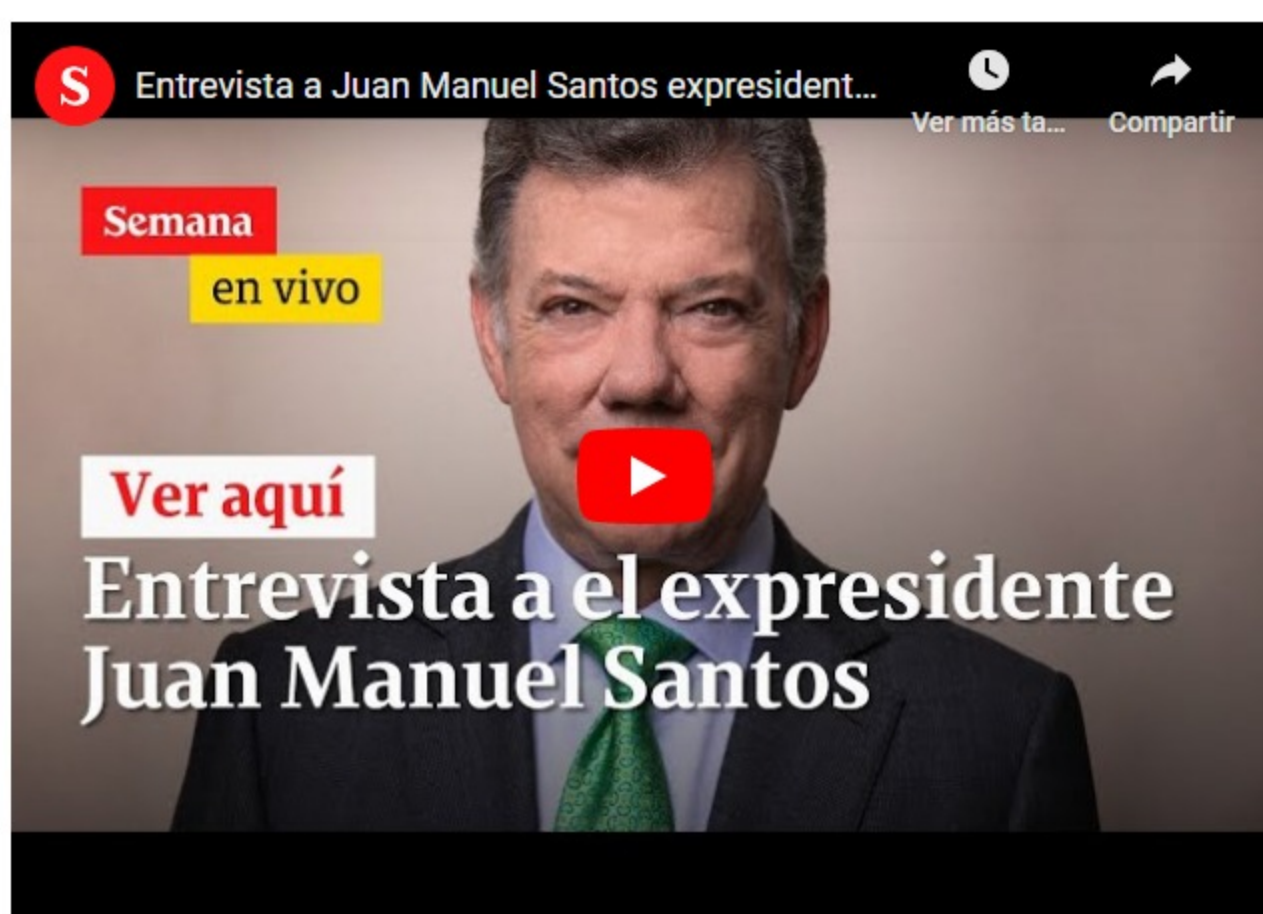 S
Entrevista a Juan Manuel Santos expresident...
Ver más ta...
Compartir
Semana
en vivo
Ver aquí
Entrevista a el expresidente
Juan Manuel Santos